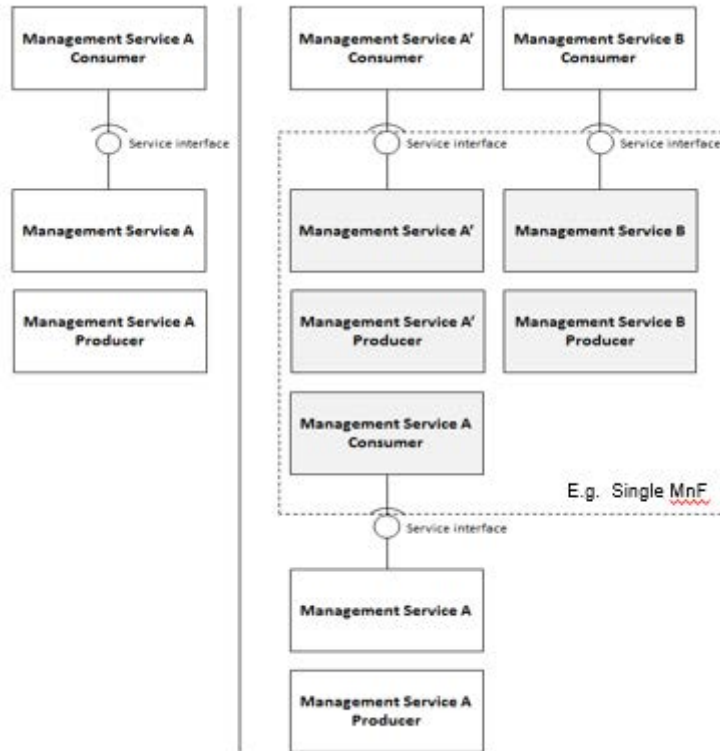 Management Service A
Consumer
Service interface
Management Service A
Management Service A
Producer
Management Service A'
Consumer
Management Service B
Consumer
Service interface
Service interface
Management Service A'
Management Service B
Management Service A'
Producer
Management Service B
Producer
Management Service A
Consumer
E.g. Single MnF
Service interface
Management Service A
Management Service A
Producer